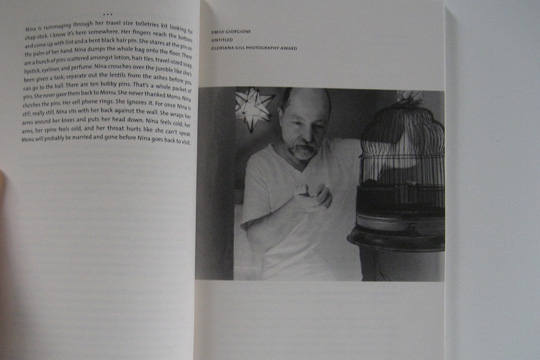 Nina is rummaging through her travel size toiletries kit looking for
chap stick. I know it's here somewhere. Her fingers reach the bottom
and come up with lint and a bent black hair pin. She stares at the pin on
the palm of her hand. Nina dumps the whole bag onto the floor. There
are a bunch of pins scattered amongst lotion, hair ties, travel-sized soap,
lipstick, eyeliner, and perfume. Nina crouches over the jumble like she's
been given a task; separate out the lentils from the ashes before you
can go to the ball. There are ten bobby pins. That's a whole packet of
pins. She never gave them back to Momu. She never thanked Momu. Nina
clutches the pins. Her cell phone rings. She ignores it. For once Nina is
still, really still. Nina sits with her back against the wall. She wraps her
arms around her knees and puts her head down. Nina feels cold, her
arms, her spine feels cold, and her throat hurts like she can't speak.
Momu will probably be married and gone before Nina goes back to visit.
GIORGIONE
UNTITLED
GLORIANA GILL PHOTOGRAPHY AWARD